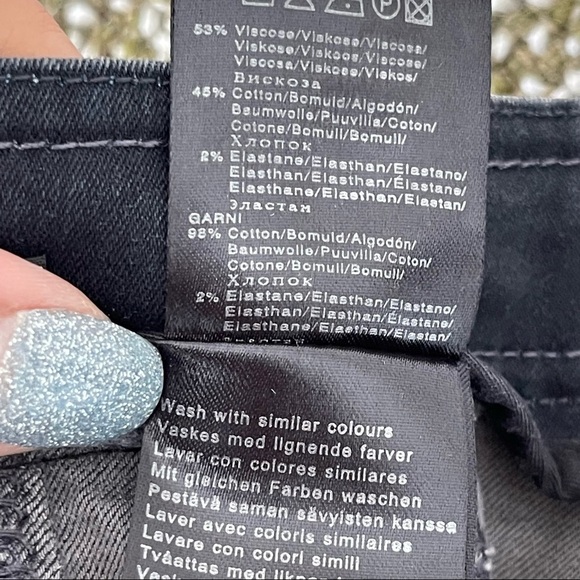 53% Viscose/Viskose/Viscosa/
Viskose/Viskoosi/Viscose/
Viscosa/Viskose/Viskos/
Вискоза
45% Cotton/Bomuld/Algodón/
Baumwolle/Puuvilla/Coton/
Cotone/Bomull/Bomull/
Хлопок
2% Elastane/Elasthan/Elastano/
Elasthan/Elasthan/Élastane/
Elasthane/Elasthan/Elastan/
Эластан
GARNI
98% Cotton/Bomuld/Algodón/
Baumwolle/Puuvilla/Coton/
Cotone/Bomull/Bomull/
Хлопок
2% Elastane/Elasthan/Elastano/
Elasthan/Elasthan/Élastane/
Elasthane/Elasthan/Elastan/
Эластан
Wash with similar colours
Vaskes med lignende farver
Lavar con colores similares
Mit gleichen Farben waschen
Pestävä saman sävyisten kanssa
Laver avec coloris similaires
Lavare con colori simili
Tvåattas med
Vaskes